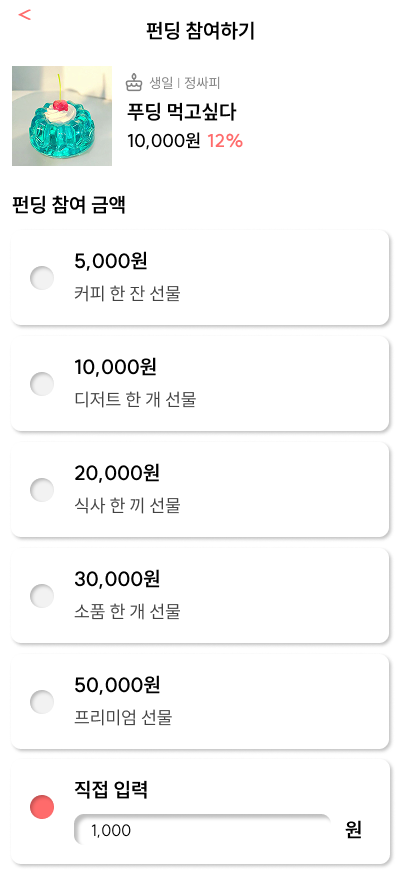 <
펀딩 참여하기
생일 | 정싸피
푸딩 먹고싶다
10,000원 12%
펀딩 참여 금액
5,000원
커피 한 잔 선물
10,000원
디저트 한 개 선물
20,000원
식사 한 끼 선물
30,000원
소품 한 개 선물
50,000원
프리미엄 선물
직접 입력
1,000 원